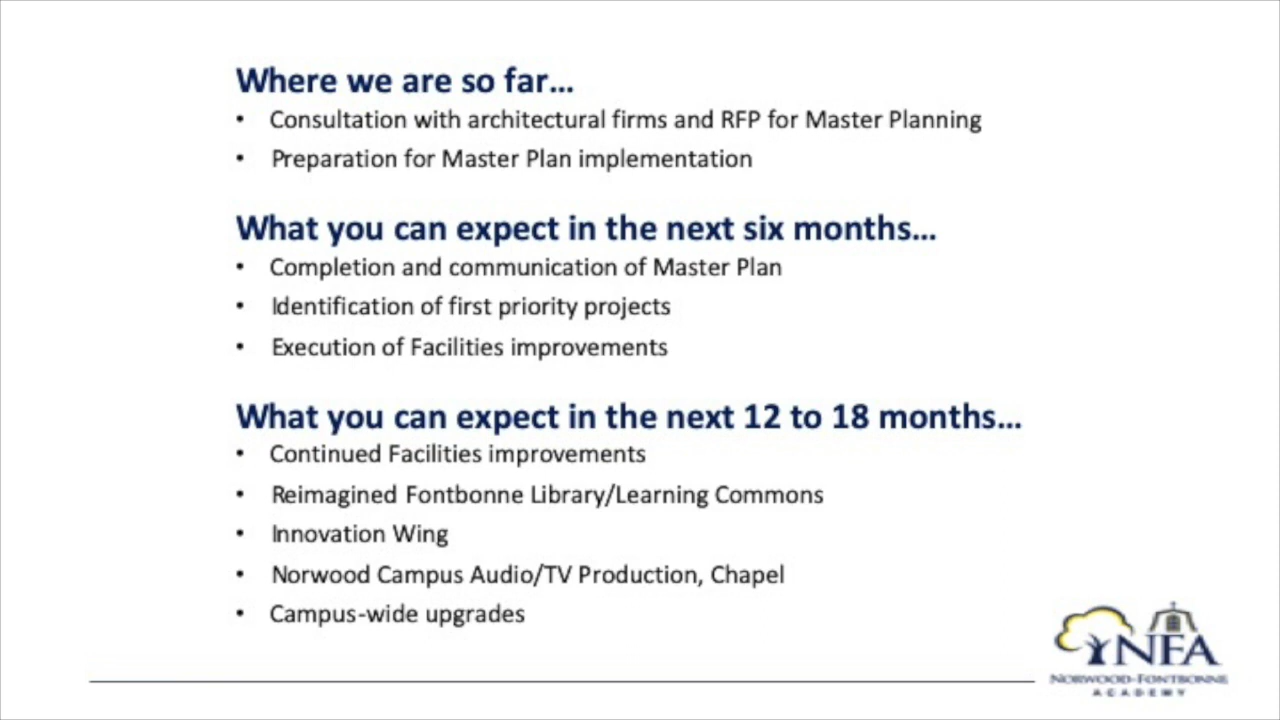 Where we are so far...
• Consultation with architectural firms and RFP for Master Planning
• Preparation for Master Plan implementation
What you can expect in the next six months...
• Completion and communication of Master Plan
• Identification of first priority projects
• Execution of Facilities improvements
What you can expect in the next 12 to 18 months...
• Continued Facilities improvements
• Reimagined Fontbonne Library/Learning Commons
• Innovation Wing
• Norwood Campus Audio/TV Production, Chapel
• Campus-wide upgrades
NFA
NORWOOD-FONTBONNE
ACADEMY